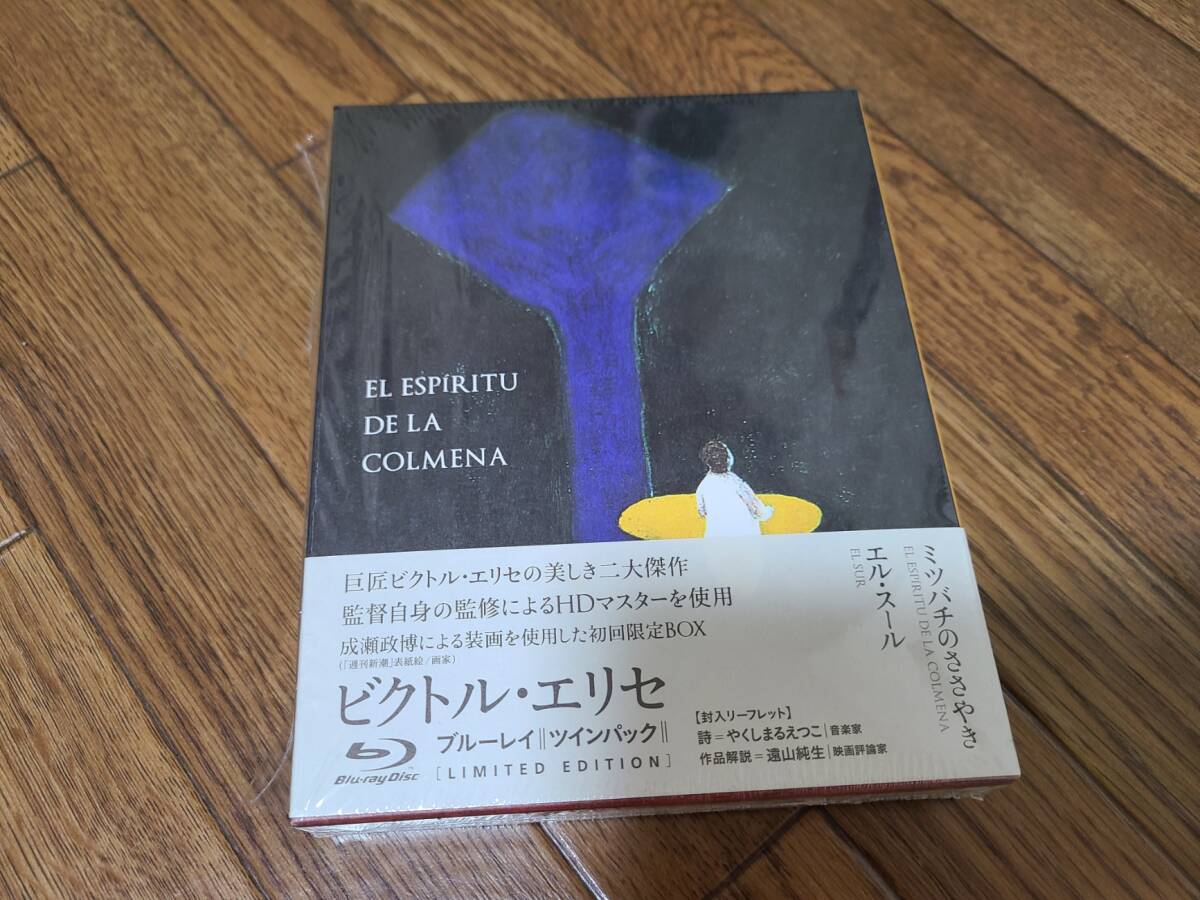 EL ESPÍRITU
DE LA
COLMENA
巨匠ビクトル・エリセの美しき二大傑作
監督自身の監修によるHDマスターを使用
成瀬政博による装画を使用した初回限定BOX
(「週刊新潮」表紙絵/画家)
ビクトル・エリセ
Blu-ray Disc
ブルーレイ‖ツインパック‖
[LIMITED EDITION]
【封入リーフレット】
詩=やくしまるえつこ|音楽家
作品解説=遠山純生|映画評論家
ミツバチのささやき
EL ESPÍRITU DE LA COLMENA
エル・スール
EL SUR